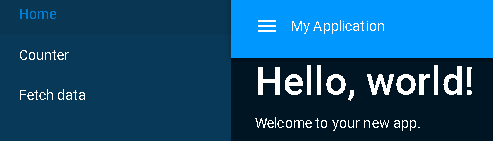 Home
Counter
Fetch data
My Application
Hello, world!
Welcome to your new app.